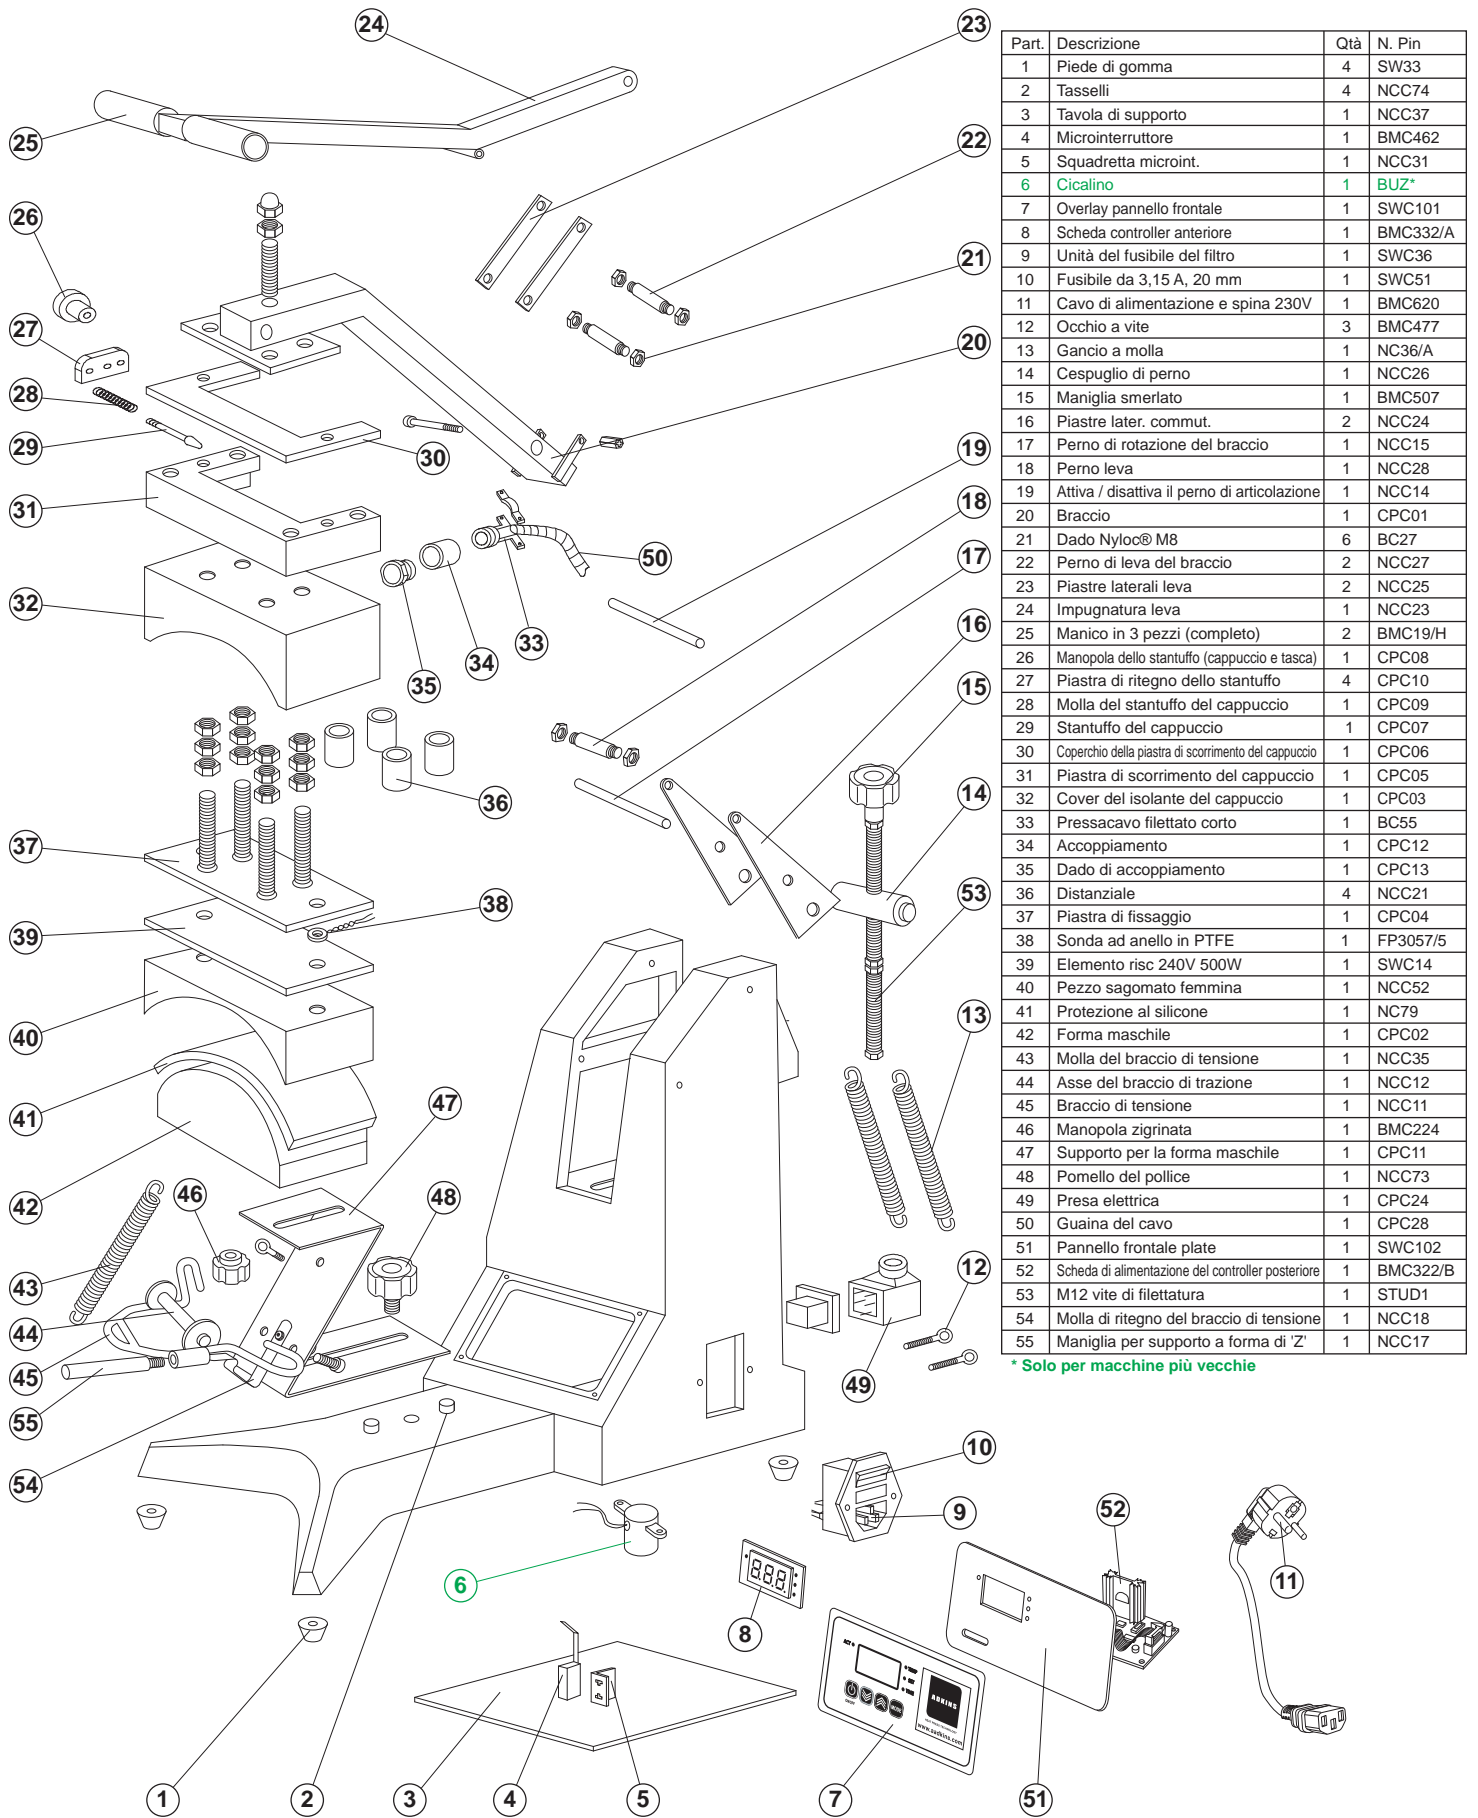 24
23
25
22
26
21
27
20
28
29
30
19
31
18
50
17
32
16
33
34
35
15
36
14
37
38
53
39
13
40
41
47
42
46
48
43
12
44
45
49
55
54
10
9
52
6
11
8
1
2
3
4
5
7
51
8.8.8.
ACT
TEMP
SET
TIME
ON/OFF
MODE
ADKINS
www.aadkins.com
Part. Descrizione Qtà N. Pin
1 Piede di gomma 4 SW33
2 Tasselli 4 NCC74
3 Tavola di supporto 1 NCC37
4 Microinterruttore 1 BMC462
5 Squadretta microint. 1 NCC31
6 Cicalino 1 BUZ*
7 Overlay pannello frontale 1 SWC101
8 Scheda controller anteriore 1 BMC332/A
9 Unità del fusibile del filtro 1 SWC36
10 Fusibile da 3,15 A, 20 mm 1 SWC51
11 Cavo di alimentazione e spina 230V 1 BMC620
12 Occhio a vite 3 BMC477
13 Gancio a molla 1 NC36/A
14 Cespuglio di perno 1 NCC26
15 Maniglia smerlato 1 BMC507
16 Piastre later. commut. 2 NCC24
17 Perno di rotazione del braccio 1 NCC15
18 Perno leva 1 NCC28
19 Attiva / disattiva il perno di articolazione 1 NCC14
20 Braccio 1 CPC01
21 Dado Nyloc® M8 6 BC27
22 Perno di leva del braccio 2 NCC27
23 Piastre laterali leva 2 NCC25
24 Impugnatura leva 1 NCC23
25 Manico in 3 pezzi (completo) 2 BMC19/H
26 Manopola dello stantuffo (cappuccio e tasca) 1 CPC08
27 Piastra di ritegno dello stantuffo 4 CPC10
28 Molla del stantuffo del cappuccio 1 CPC09
29 Stantuffo del cappuccio 1 CPC07
30 Coperchio della piastra di scorrimento del cappuccio 1 CPC06
31 Piastra di scorrimento del cappuccio 1 CPC05
32 Cover del isolante del cappuccio 1 CPC03
33 Pressacavo filettato corto 1 BC55
34 Accoppiamento 1 CPC12
35 Dado di accoppiamento 1 CPC13
36 Distanziale 4 NCC21
37 Piastra di fissaggio 1 CPC04
38 Sonda ad anello in PTFE 1 FP3057/5
39 Elemento risc 240V 500W 1 SWC14
40 Pezzo sagomato femmina 1 NCC52
41 Protezione al silicone 1 NC79
42 Forma maschile 1 CPC02
43 Molla del braccio di tensione 1 NCC35
44 Asse del braccio di trazione 1 NCC12
45 Braccio di tensione 1 NCC11
46 Manopola zigrinata 1 BMC224
47 Supporto per la forma maschile 1 CPC11
48 Pomello del pollice 1 NCC73
49 Presa elettrica 1 CPC24
50 Guaina del cavo 1 CPC28
51 Pannello frontale plate 1 SWC102
52 Scheda di alimentazione del controller posteriore 1 BMC322/B
53 M12 vite di filettatura 1 STUD1
54 Molla di ritegno del braccio di tensione 1 NCC18
55 Maniglia per supporto a forma di 'Z' 1 NCC17
* Solo per macchine più vecchie